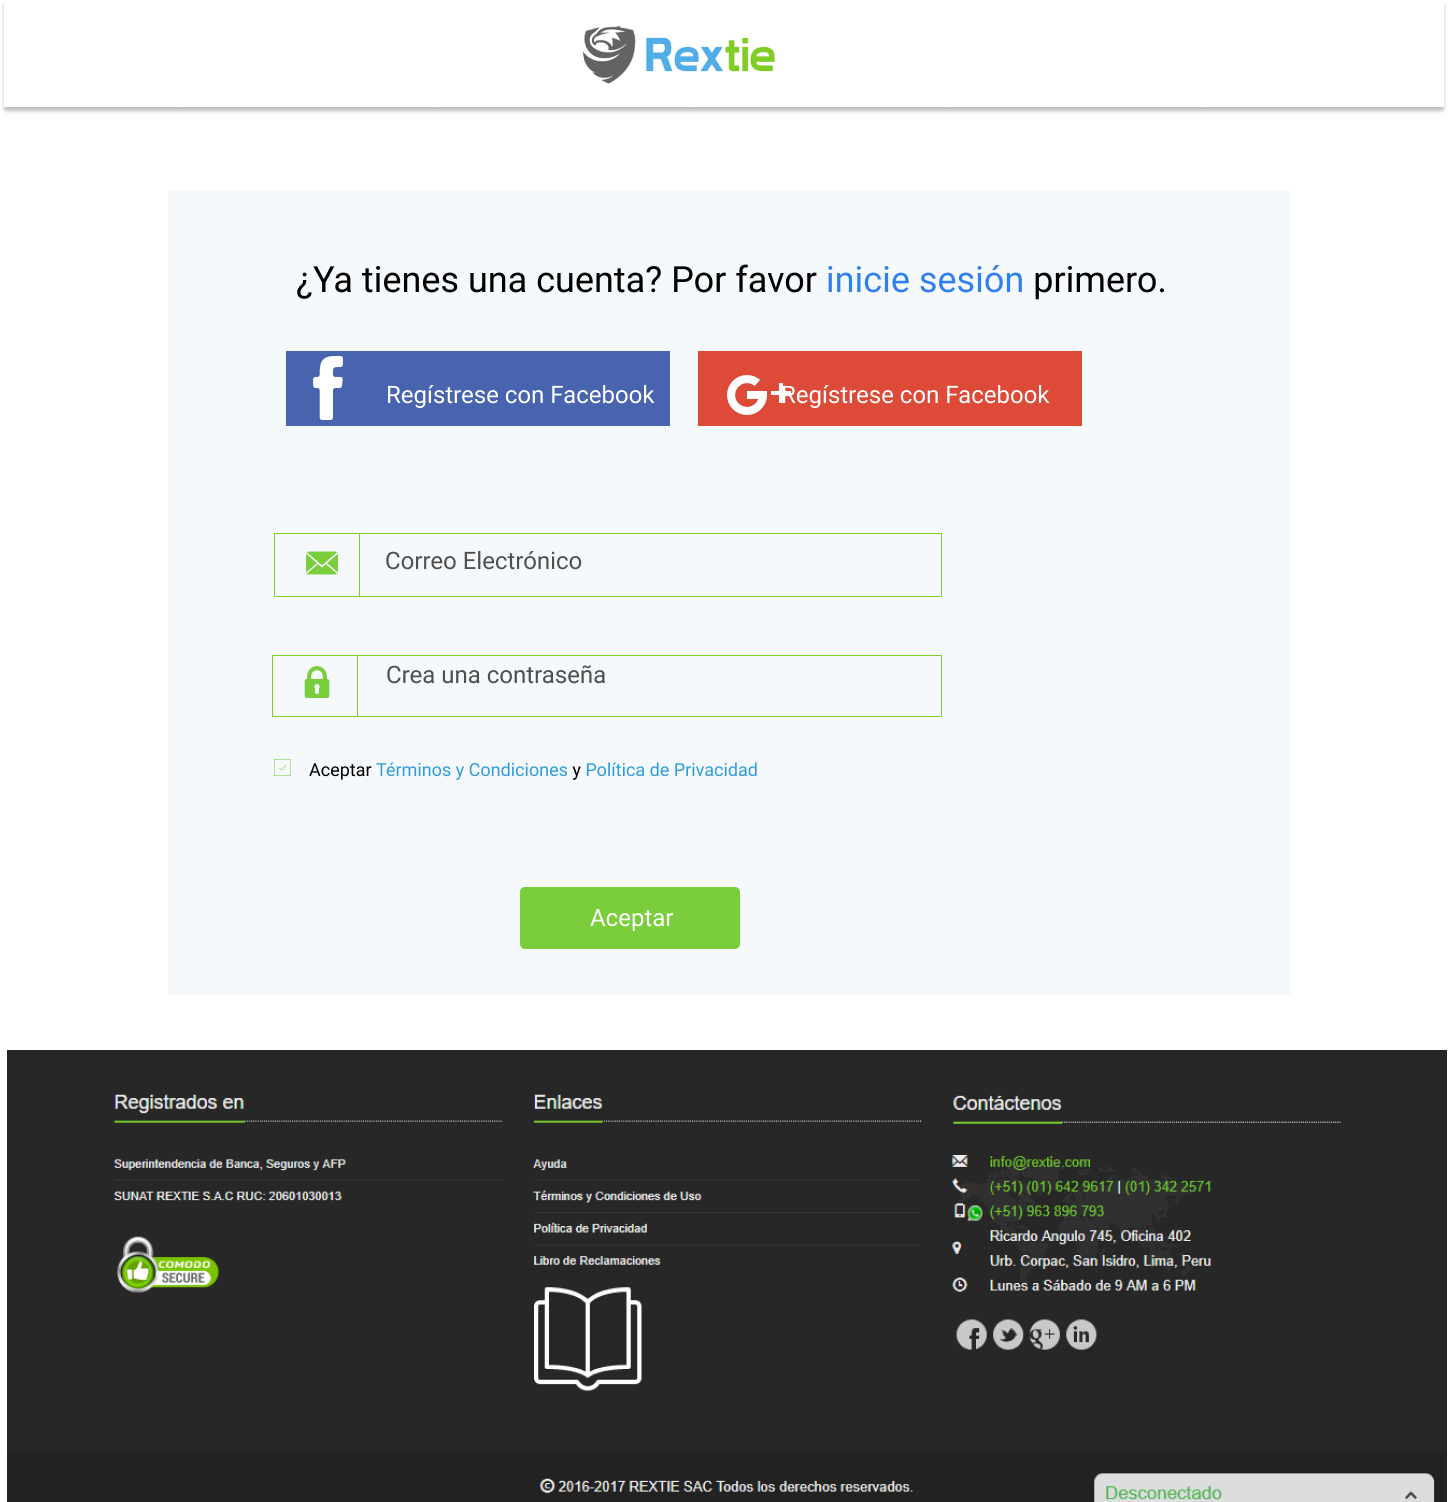 Rextie
¿Ya tienes una cuenta? Por favor inicie sesión primero.
Regístrese con Facebook
G+ Regístrese con Facebook
Correo Electrónico
Crea una contraseña
Aceptar Términos y Condiciones y Política de Privacidad
Aceptar
Registrados en
Superintendencia de Banca, Seguros y AFP
SUNAT REXTIE S.A.C RUC: 20601030013
COMODO
SECURE
Enlaces
Ayuda
Términos y Condiciones de Uso
Política de Privacidad
Libro de Reclamaciones
Contáctenos
info@rextie.com
(+51) (01) 642 9617 | (01) 342 2571
(+51) 963 896 793
Ricardo Angulo 745, Oficina 402
Urb. Corpac, San Isidro, Lima, Peru
Lunes a Sábado de 9 AM a 6 PM
f g+ in
© 2016-2017 REXTIE SAC Todos los derechos reservados.
Desconectado